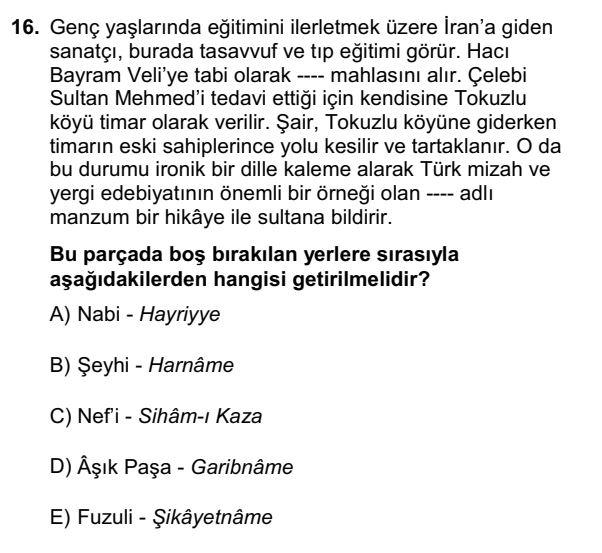 16. Genç yaşlarında eğitimini ilerletmek üzere İran’a giden
sanatçı, burada tasavvuf ve tıp eğitimi görür. Hacı
Bayram Veli’ye tabi olarak ---- mahlasını alır. Çelebi
Sultan Mehmed’i tedavi ettiği için kendisine Tokuzlu
köyü timar olarak verilir. Şair, Tokuzlu köyüne giderken
timarın eski sahiplerince yolu kesilir ve tartaklanır. O da
bu durumu ironik bir dille kaleme alarak Türk mizah ve
yergi edebiyatının önemli bir örneği olan ---- adlı
manzum bir hikâye ile sultana bildirir.
Bu parçada boş bırakılan yerlere sırasıyla
aşağıdakilerden hangisi getirilmelidir?
A) Nabi - Hayriyye
B) Şeyhi - Harnâme
C) Nef’i - Sihâm-ı Kaza
D) Âşık Paşa - Garibnâme
E) Fuzuli - Şikâyetnâme